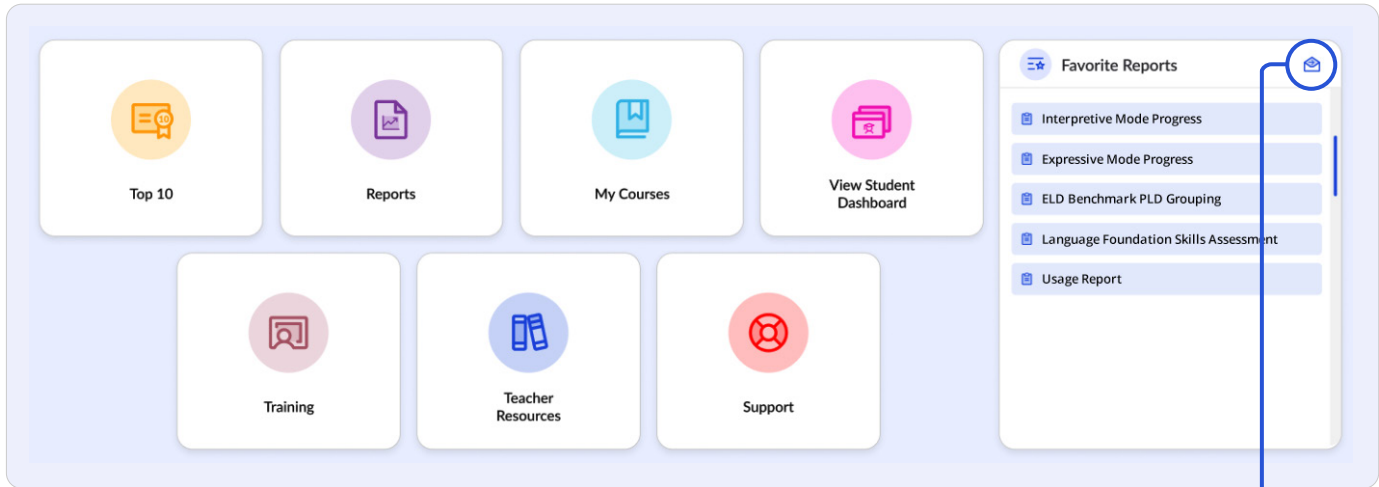 Top 10
Reports
My Courses
View Student
Dashboard
Training
Teacher
Resources
Support
Favorite Reports
Interpretive Mode Progress
Expressive Mode Progress
ELD Benchmark PLD Grouping
Language Foundation Skills Assessment
Usage Report